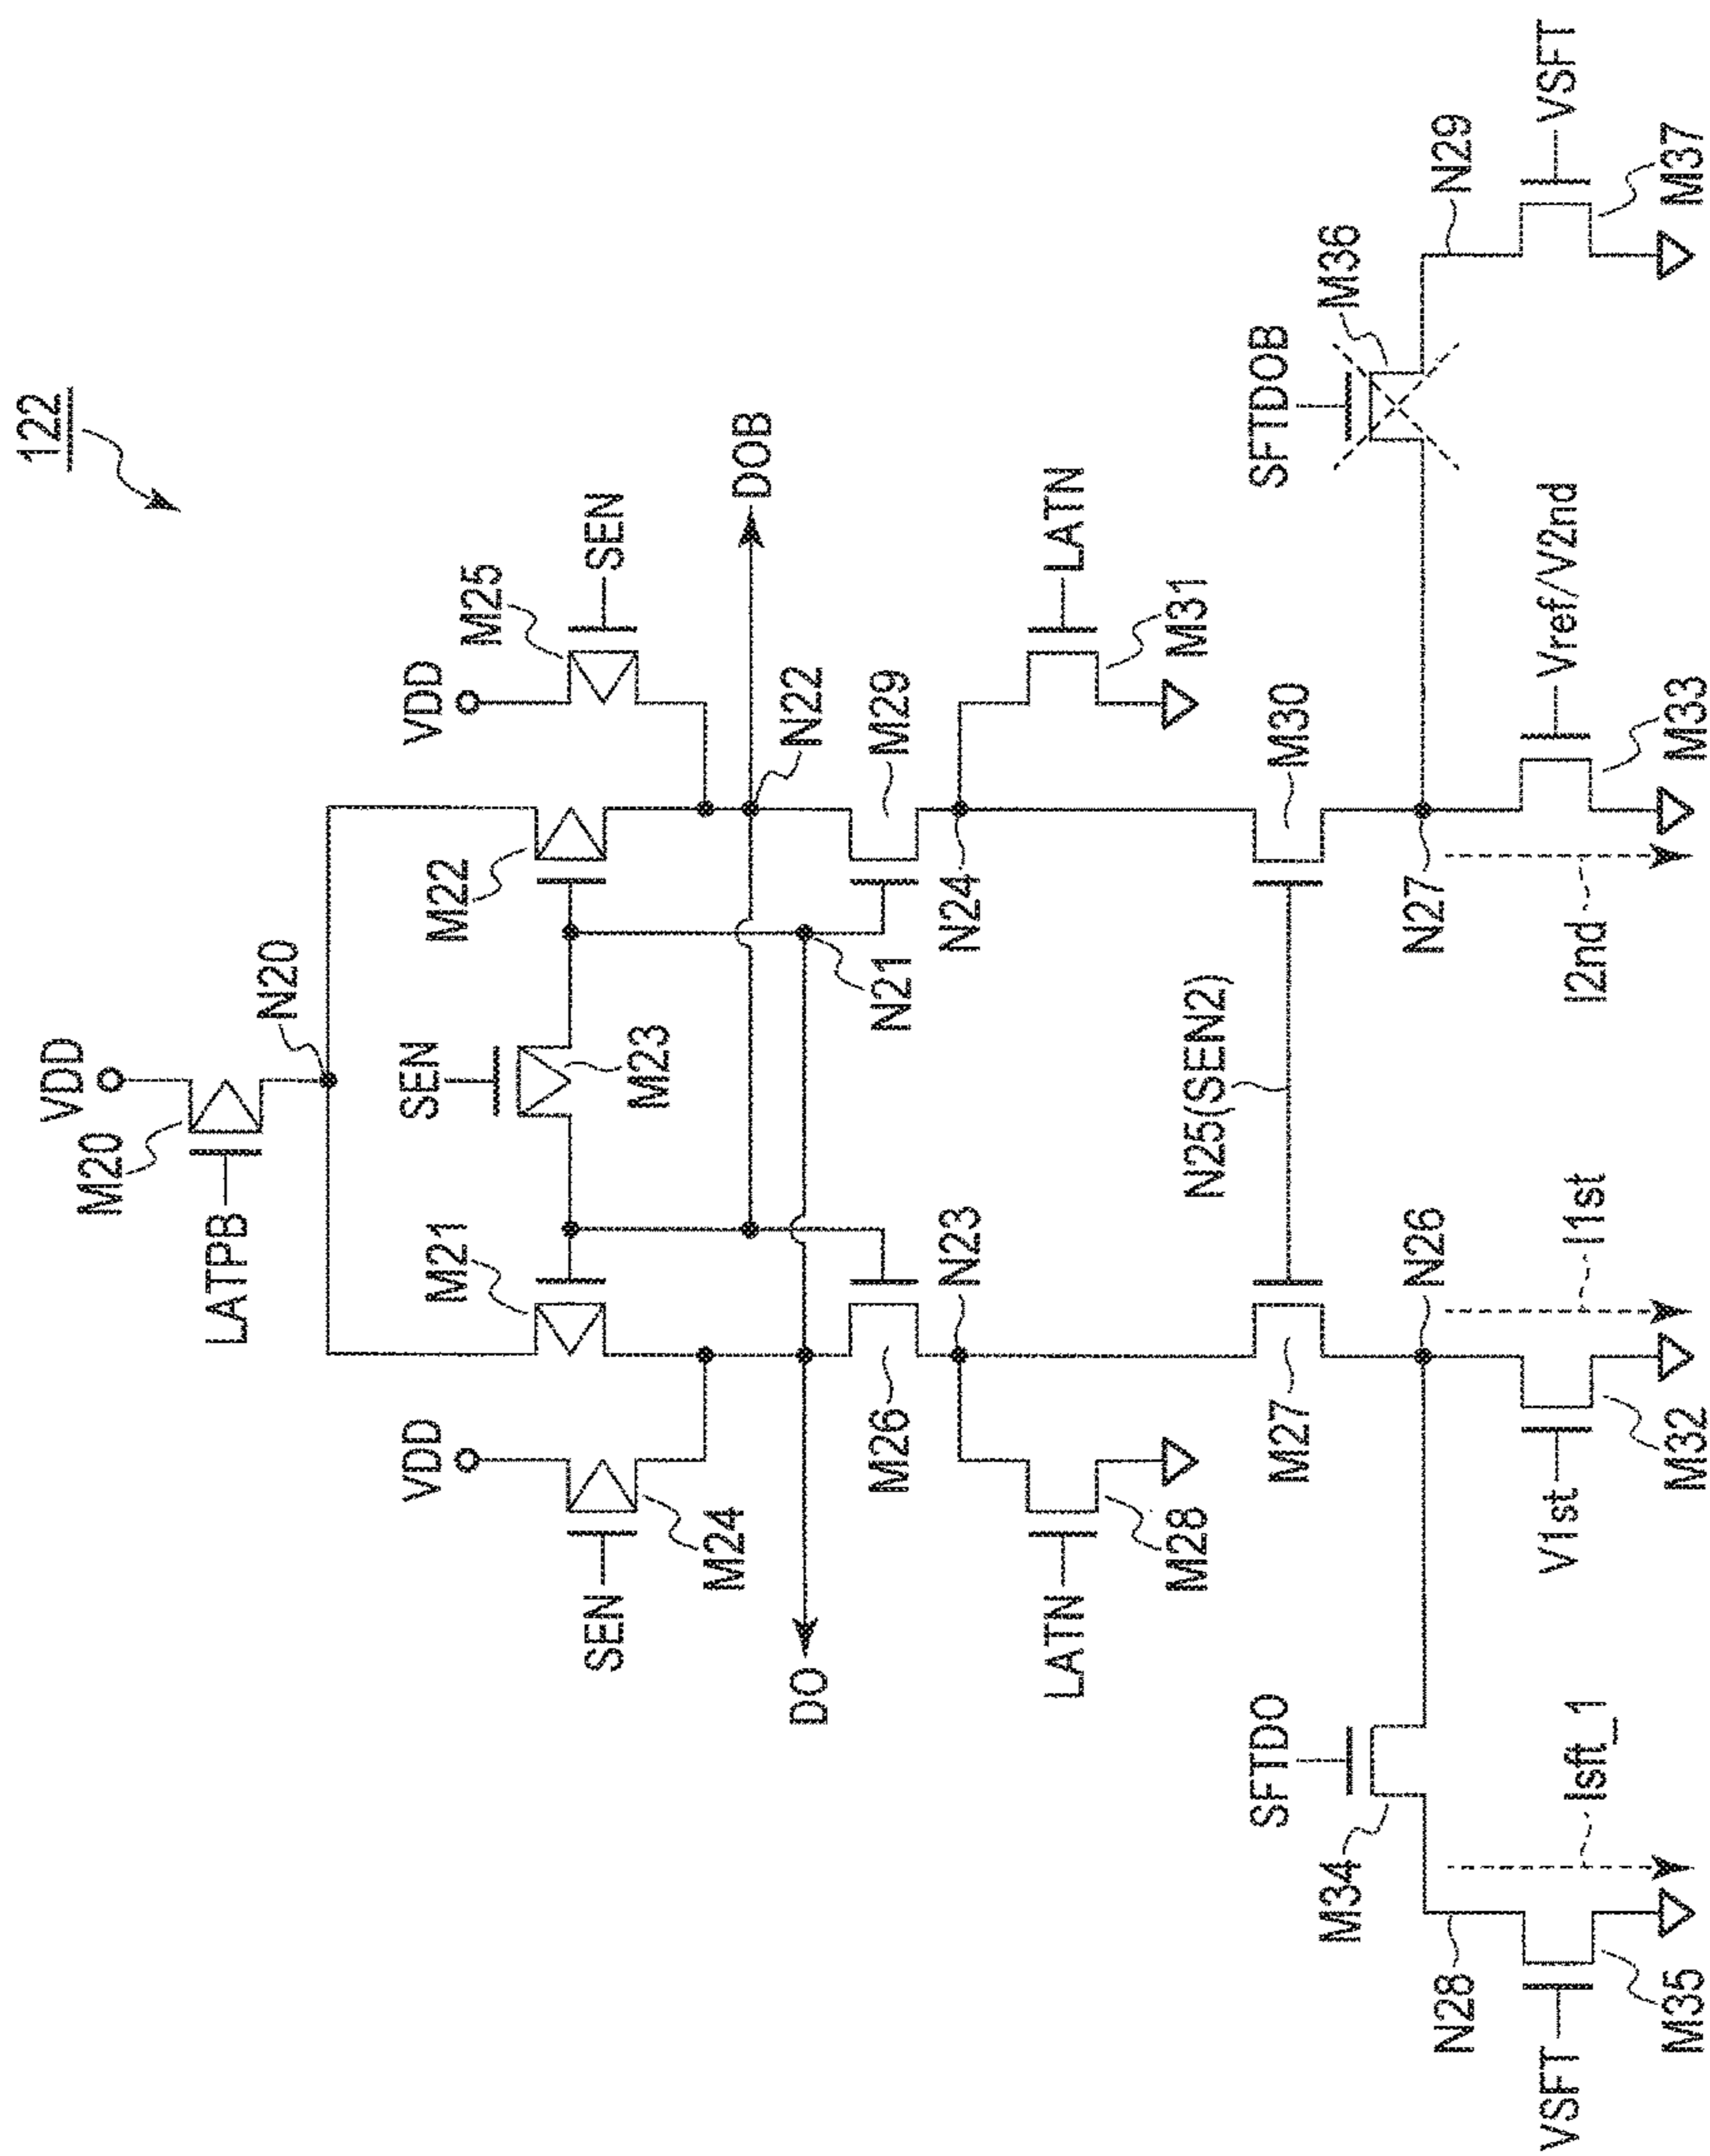 122
VDD
M20
LATPB
N20
VDD
M24
SEN
M21
SEN
M23
M22
VDD
M25
SEN
DOB
N22
N21
DO
M26
M29
N23
N24
LATN
M28
LATN
M31
N25(SEN2)
M27
M30
SFTDO
M34
SFTDOB
M36
N26
N27
N28
N29
VSFT
M35
Isft_1
V1st
M32
I1st
I2nd
Vref/V2nd
M33
VSFT
M37